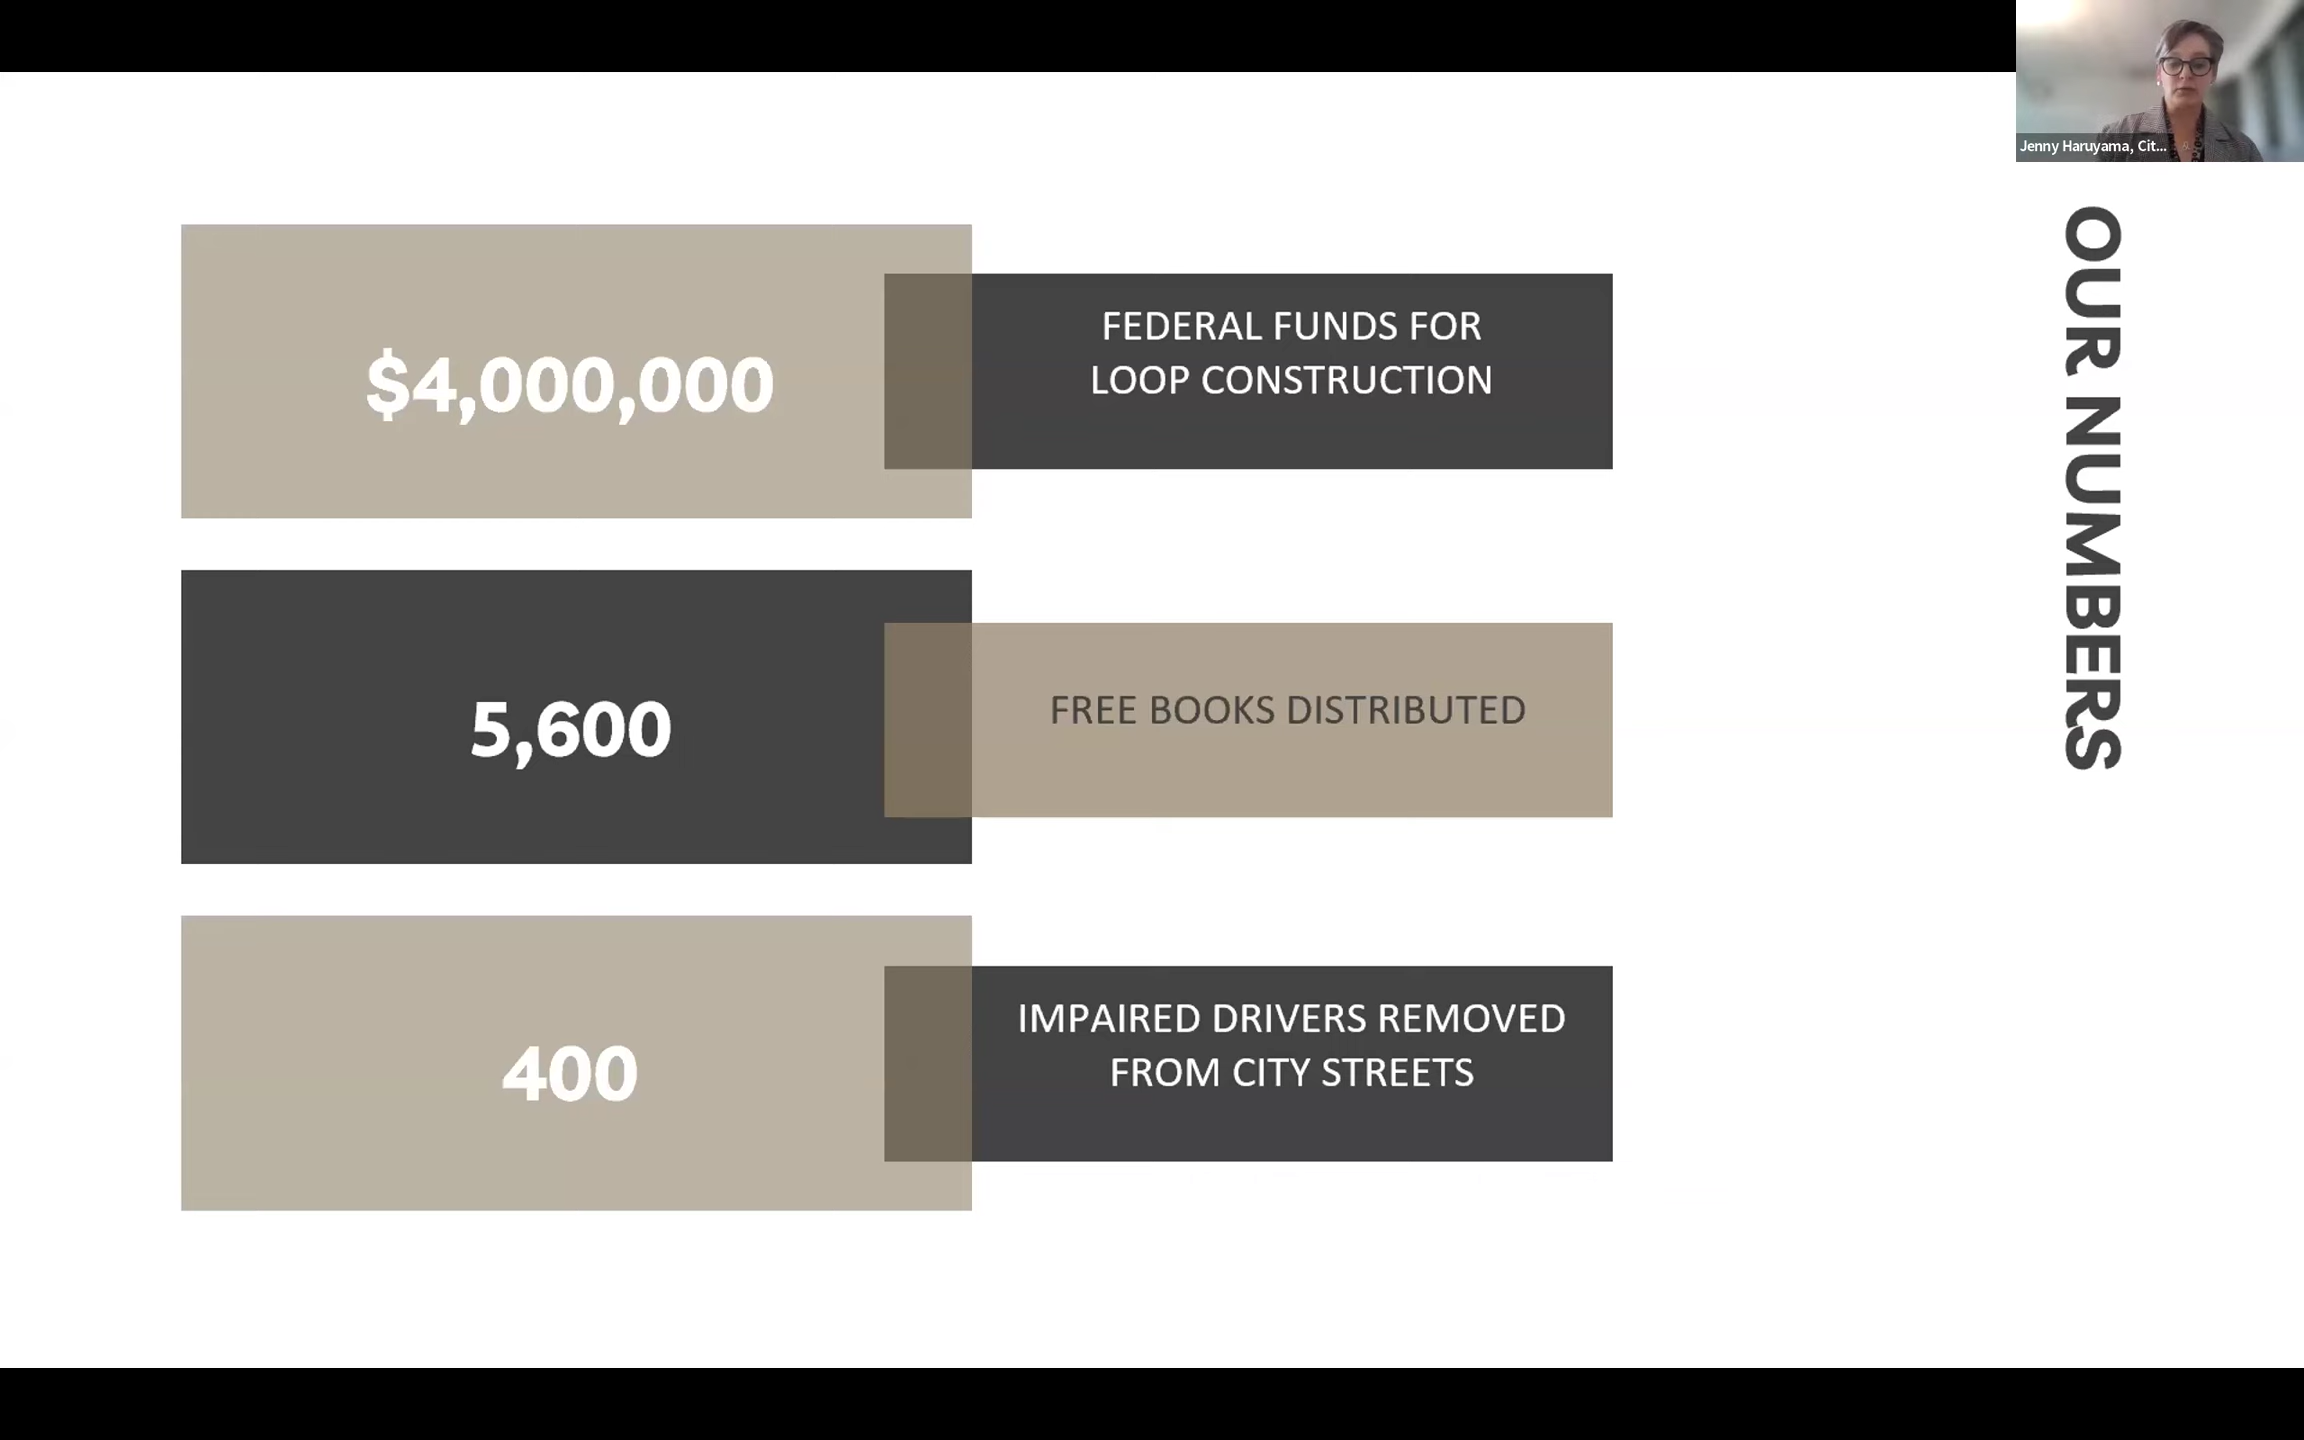 Jenny Haruyama, Cit...
OUR NUMBERS
$4,000,000
FEDERAL FUNDS FOR
LOOP CONSTRUCTION
5,600
FREE BOOKS DISTRIBUTED
400
IMPAIRED DRIVERS REMOVED
FROM CITY STREETS